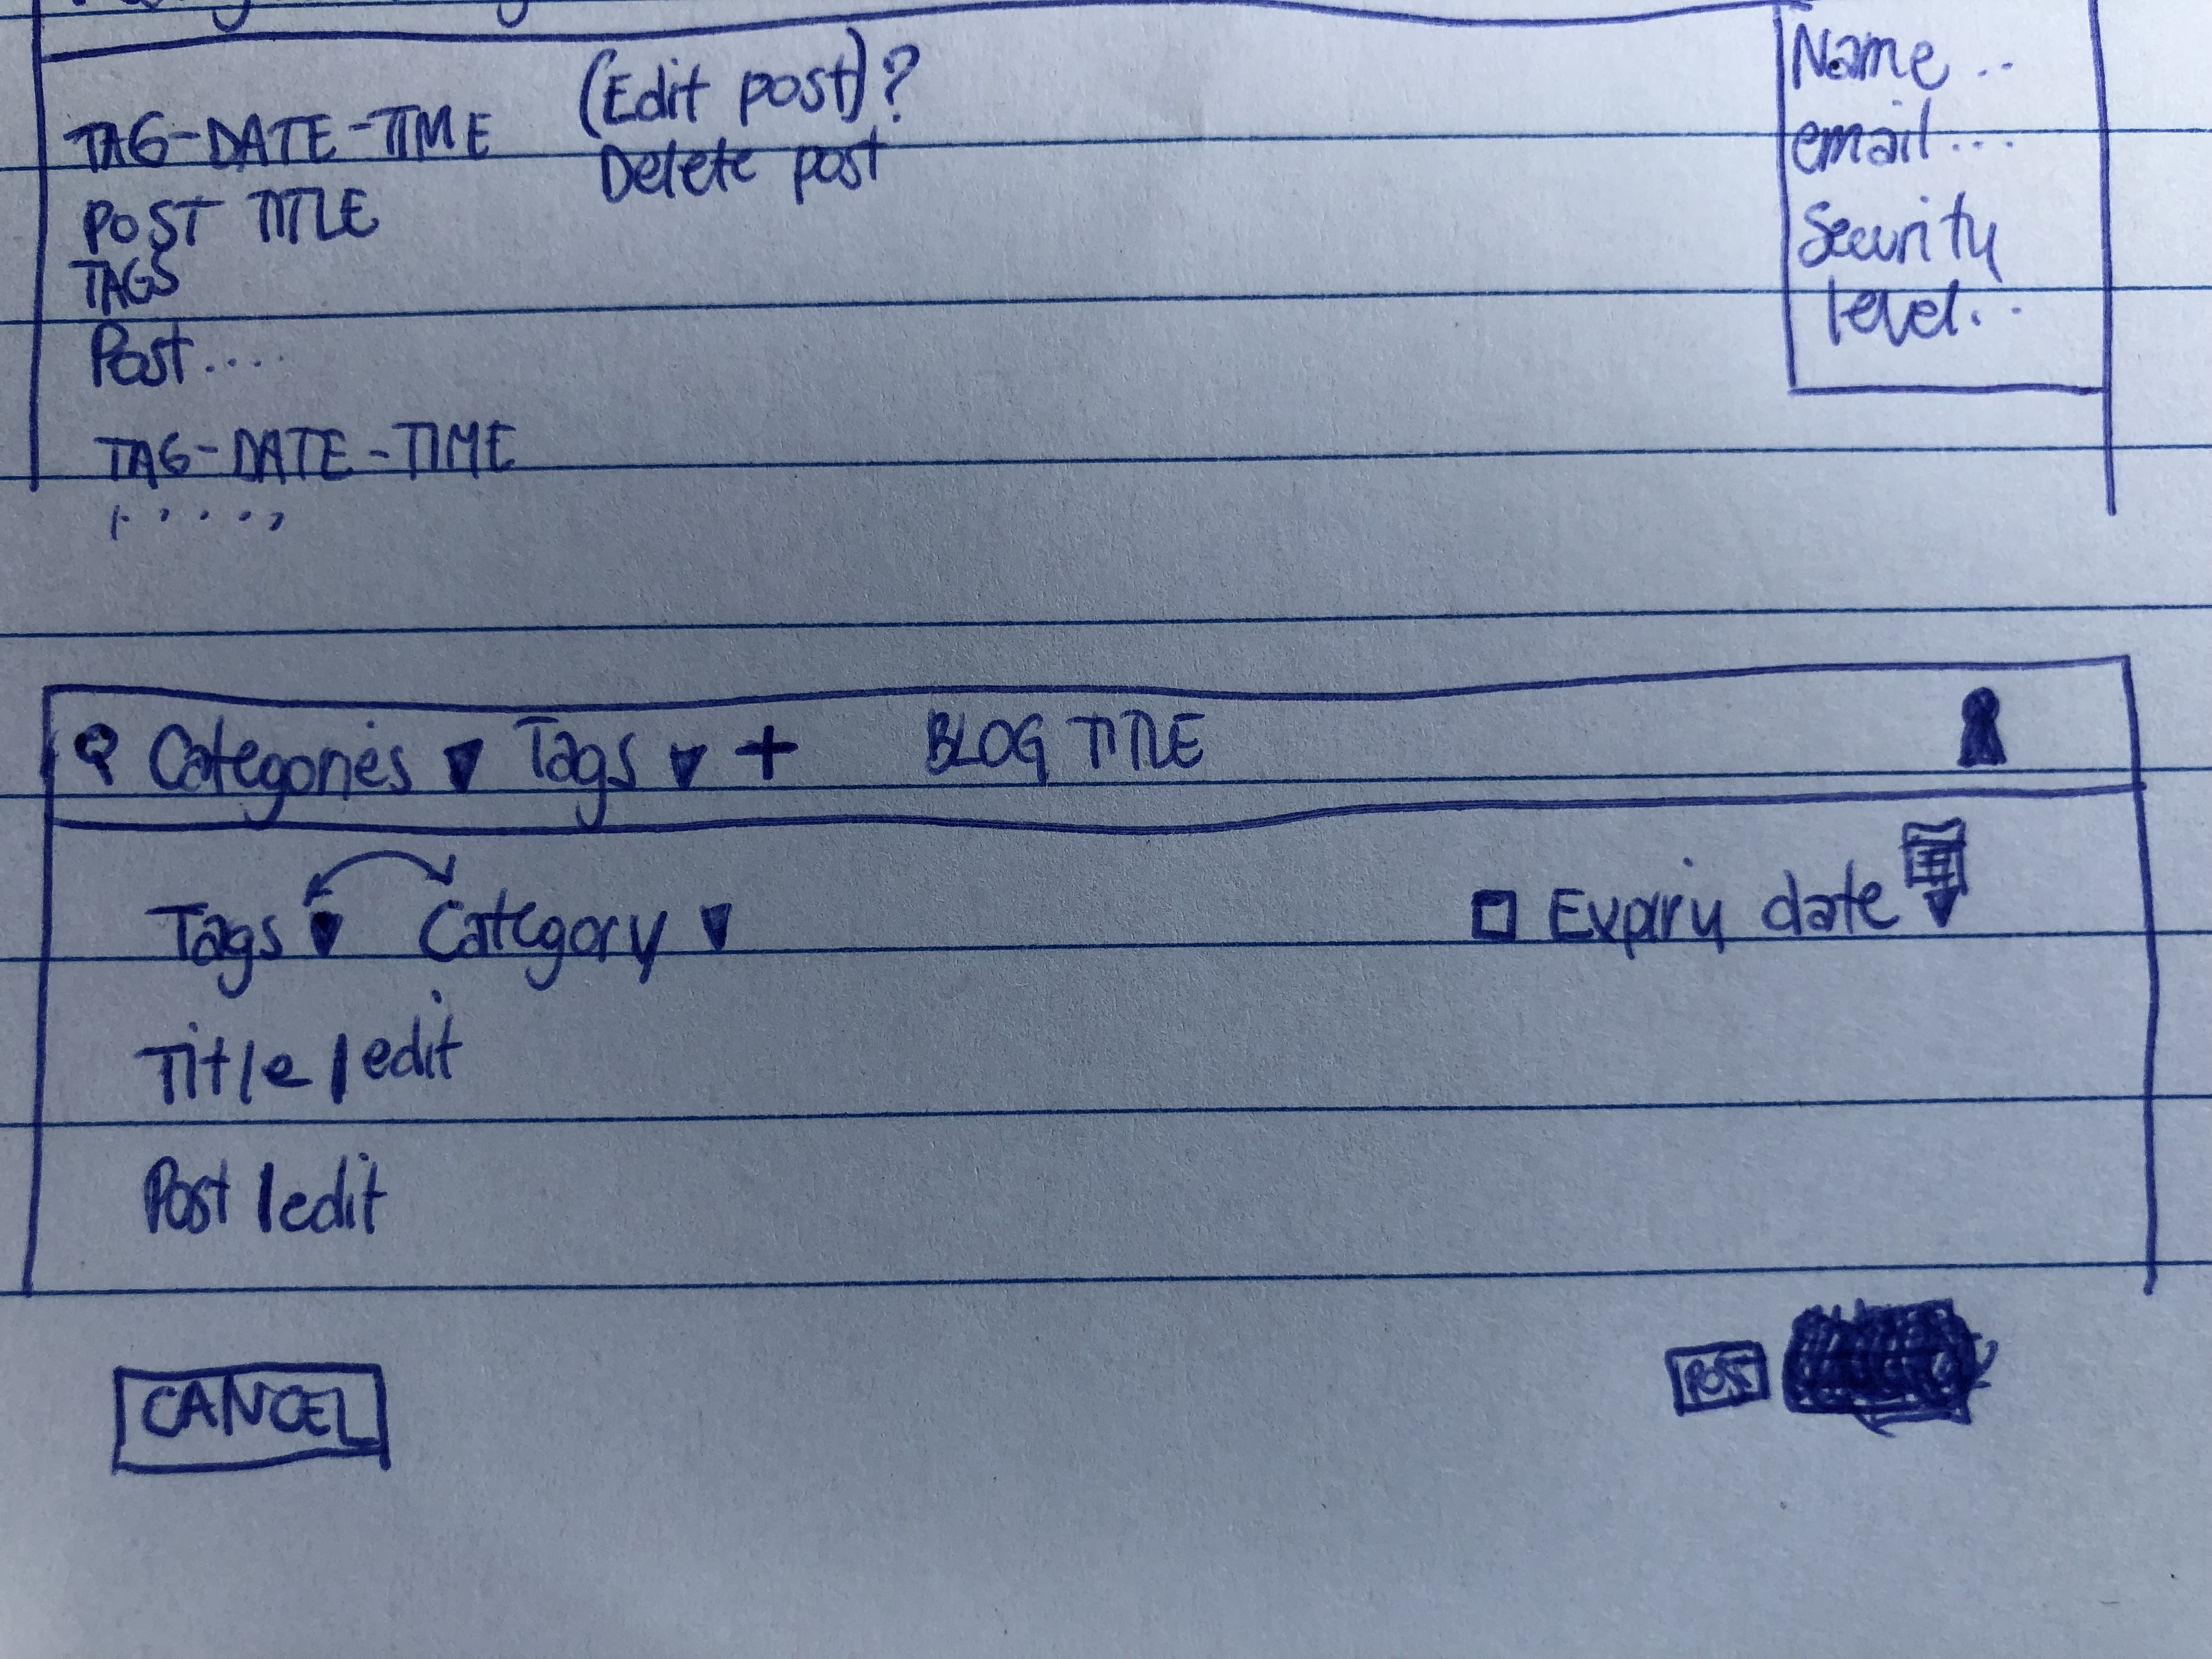 TAG-DATE-TIME
(Edit post)?
Delete post
POST TITLE
TAGS
Post....
TAG-DATE-TIME
.....
Name ..
email...
Security
level...
Categories Tags + BLOG TITLE
Tags Category
Expiry date
Title / edit
Post / edit
CANCEL
POST